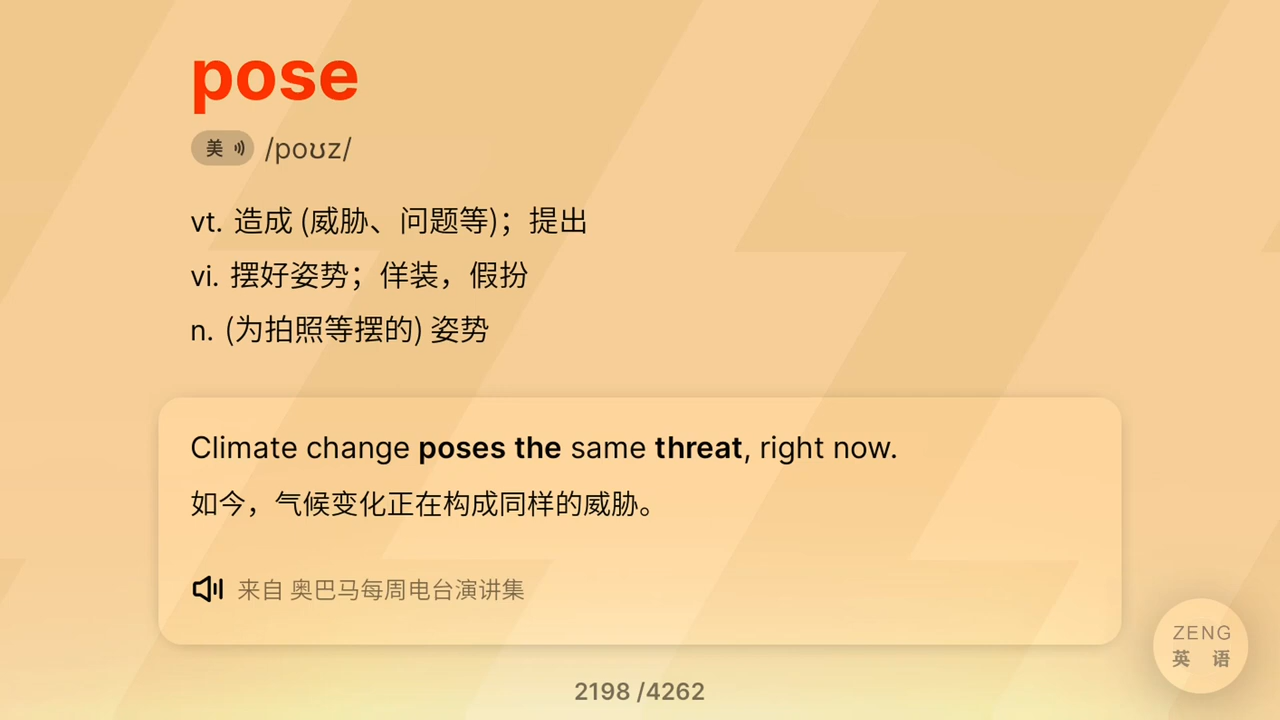 pose
美 /poʊz/
vt. 造成 (威胁、问题等)；提出
vi. 摆好姿势；佯装，假扮
n. (为拍照等摆的) 姿势
Climate change poses the same threat, right now.
如今，气候变化正在构成同样的威胁。
来自 奥巴马每周电台演讲集
ZENG
英 语
2198 /4262